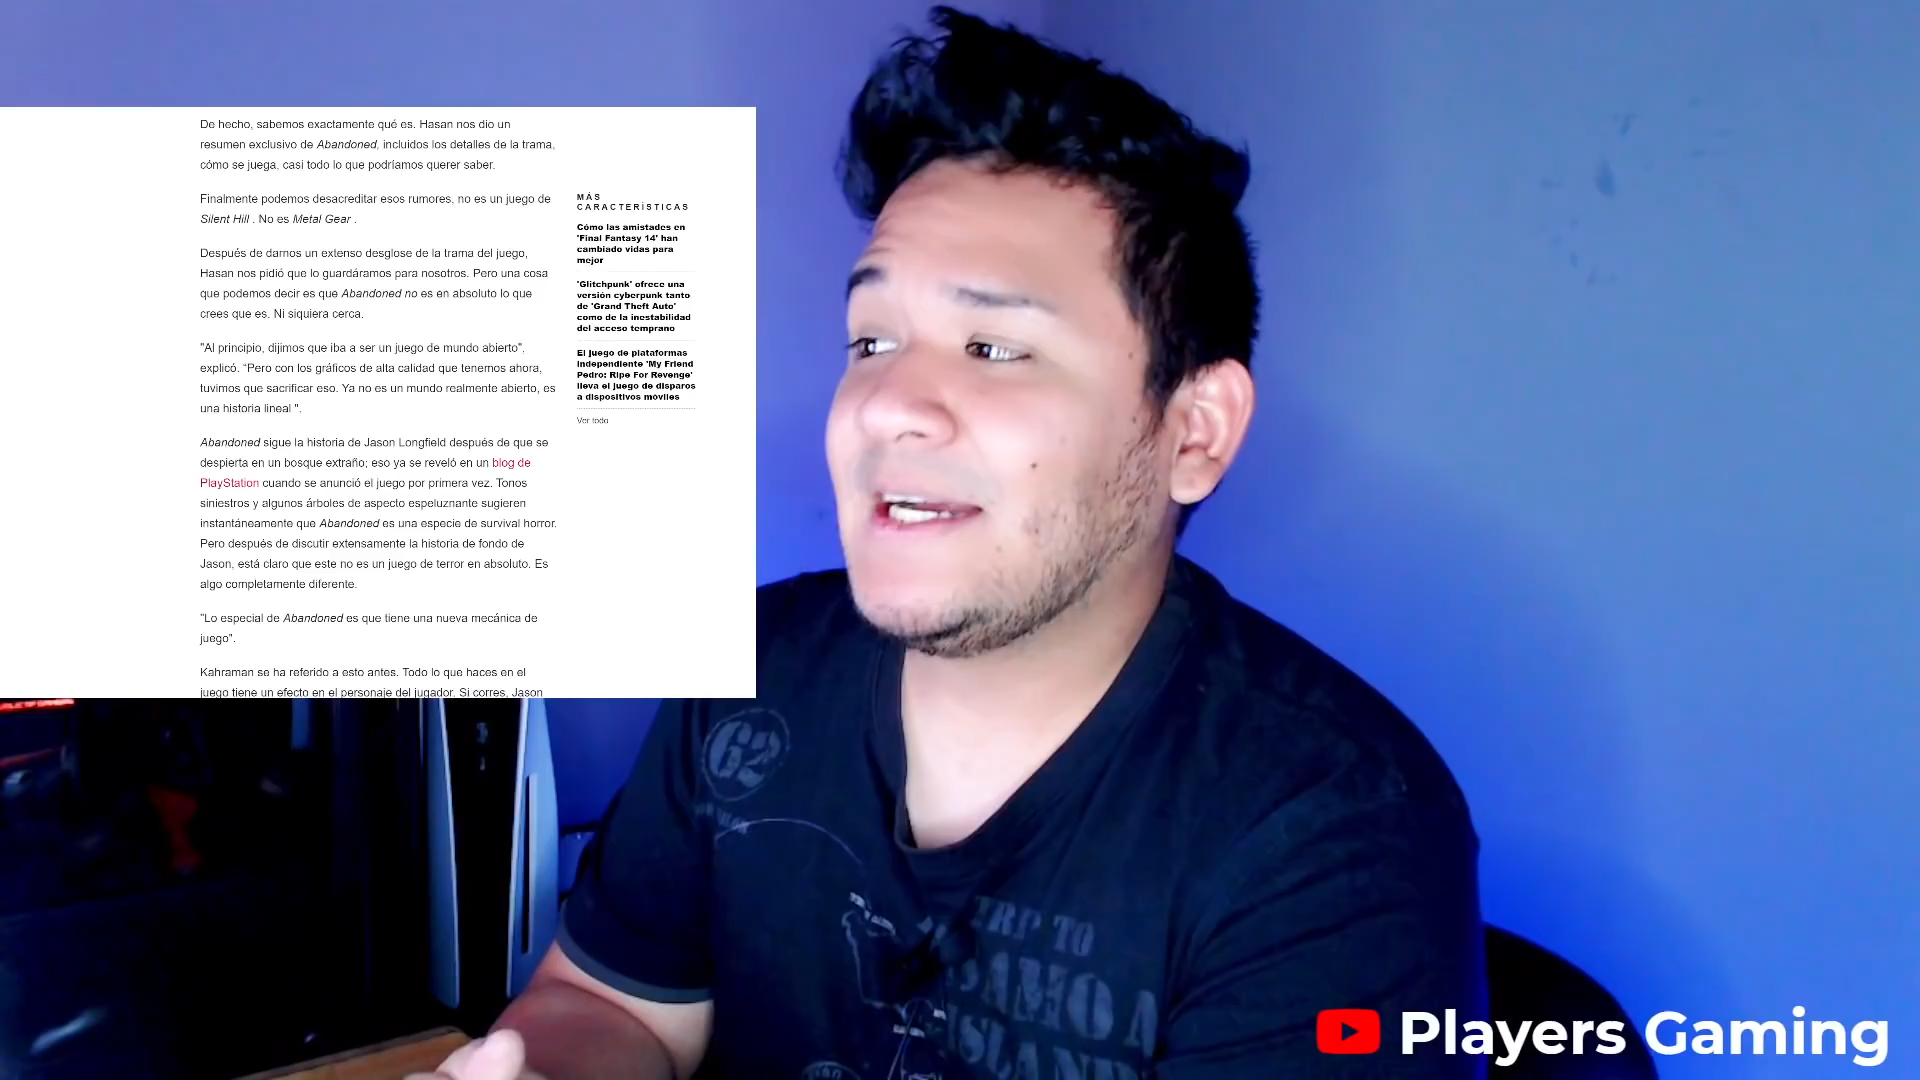 De hecho, sabemos exactamente qué es. Hasan nos dio un
resumen exclusivo de Abandoned, incluidos los detalles de la trama,
cómo se juega, casi todo lo que podríamos querer saber.
Finalmente podemos desacreditar esos rumores, no es un juego de
Silent Hill . No es Metal Gear .
Después de darnos un extenso desglose de la trama del juego,
Hasan nos pidió que lo guardáramos para nosotros. Pero una cosa
que podemos decir es que Abandoned no es en absoluto lo que
crees que es. Ni siquiera cerca.
"Al principio, dijimos que iba a ser un juego de mundo abierto",
explicó. “Pero con los gráficos de alta calidad que tenemos ahora,
tuvimos que sacrificar eso. Ya no es un mundo realmente abierto, es
una historia lineal ".
Abandoned sigue la historia de Jason Longfield después de que se
despierta en un bosque extraño; eso ya se reveló en un blog de
PlayStation cuando se anunció el juego por primera vez. Tonos
siniestros y algunos árboles de aspecto espeluznante sugieren
instantáneamente que Abandoned es una especie de survival horror.
Pero después de discutir extensamente la historia de fondo de
Jason, está claro que este no es un juego de terror en absoluto. Es
algo completamente diferente.
"Lo especial de Abandoned es que tiene una nueva mecánica de
juego".
Kahraman se ha referido a esto antes. Todo lo que haces en el
juego tiene un efecto en el personaje del jugador. Si corres, Jason
MÁS
CARACTERÍSTICAS
Cómo las amistades en
'Final Fantasy 14' han
cambiado vidas para
mejor
'Glitchpunk' ofrece una
versión cyberpunk tanto
de 'Grand Theft Auto'
como de la inestabilidad
del acceso temprano
El juego de plataformas
independiente 'My Friend
Pedro: Ripe For Revenge'
lleva el juego de disparos
a dispositivos móviles
Ver todo
62
TO
Players Gaming